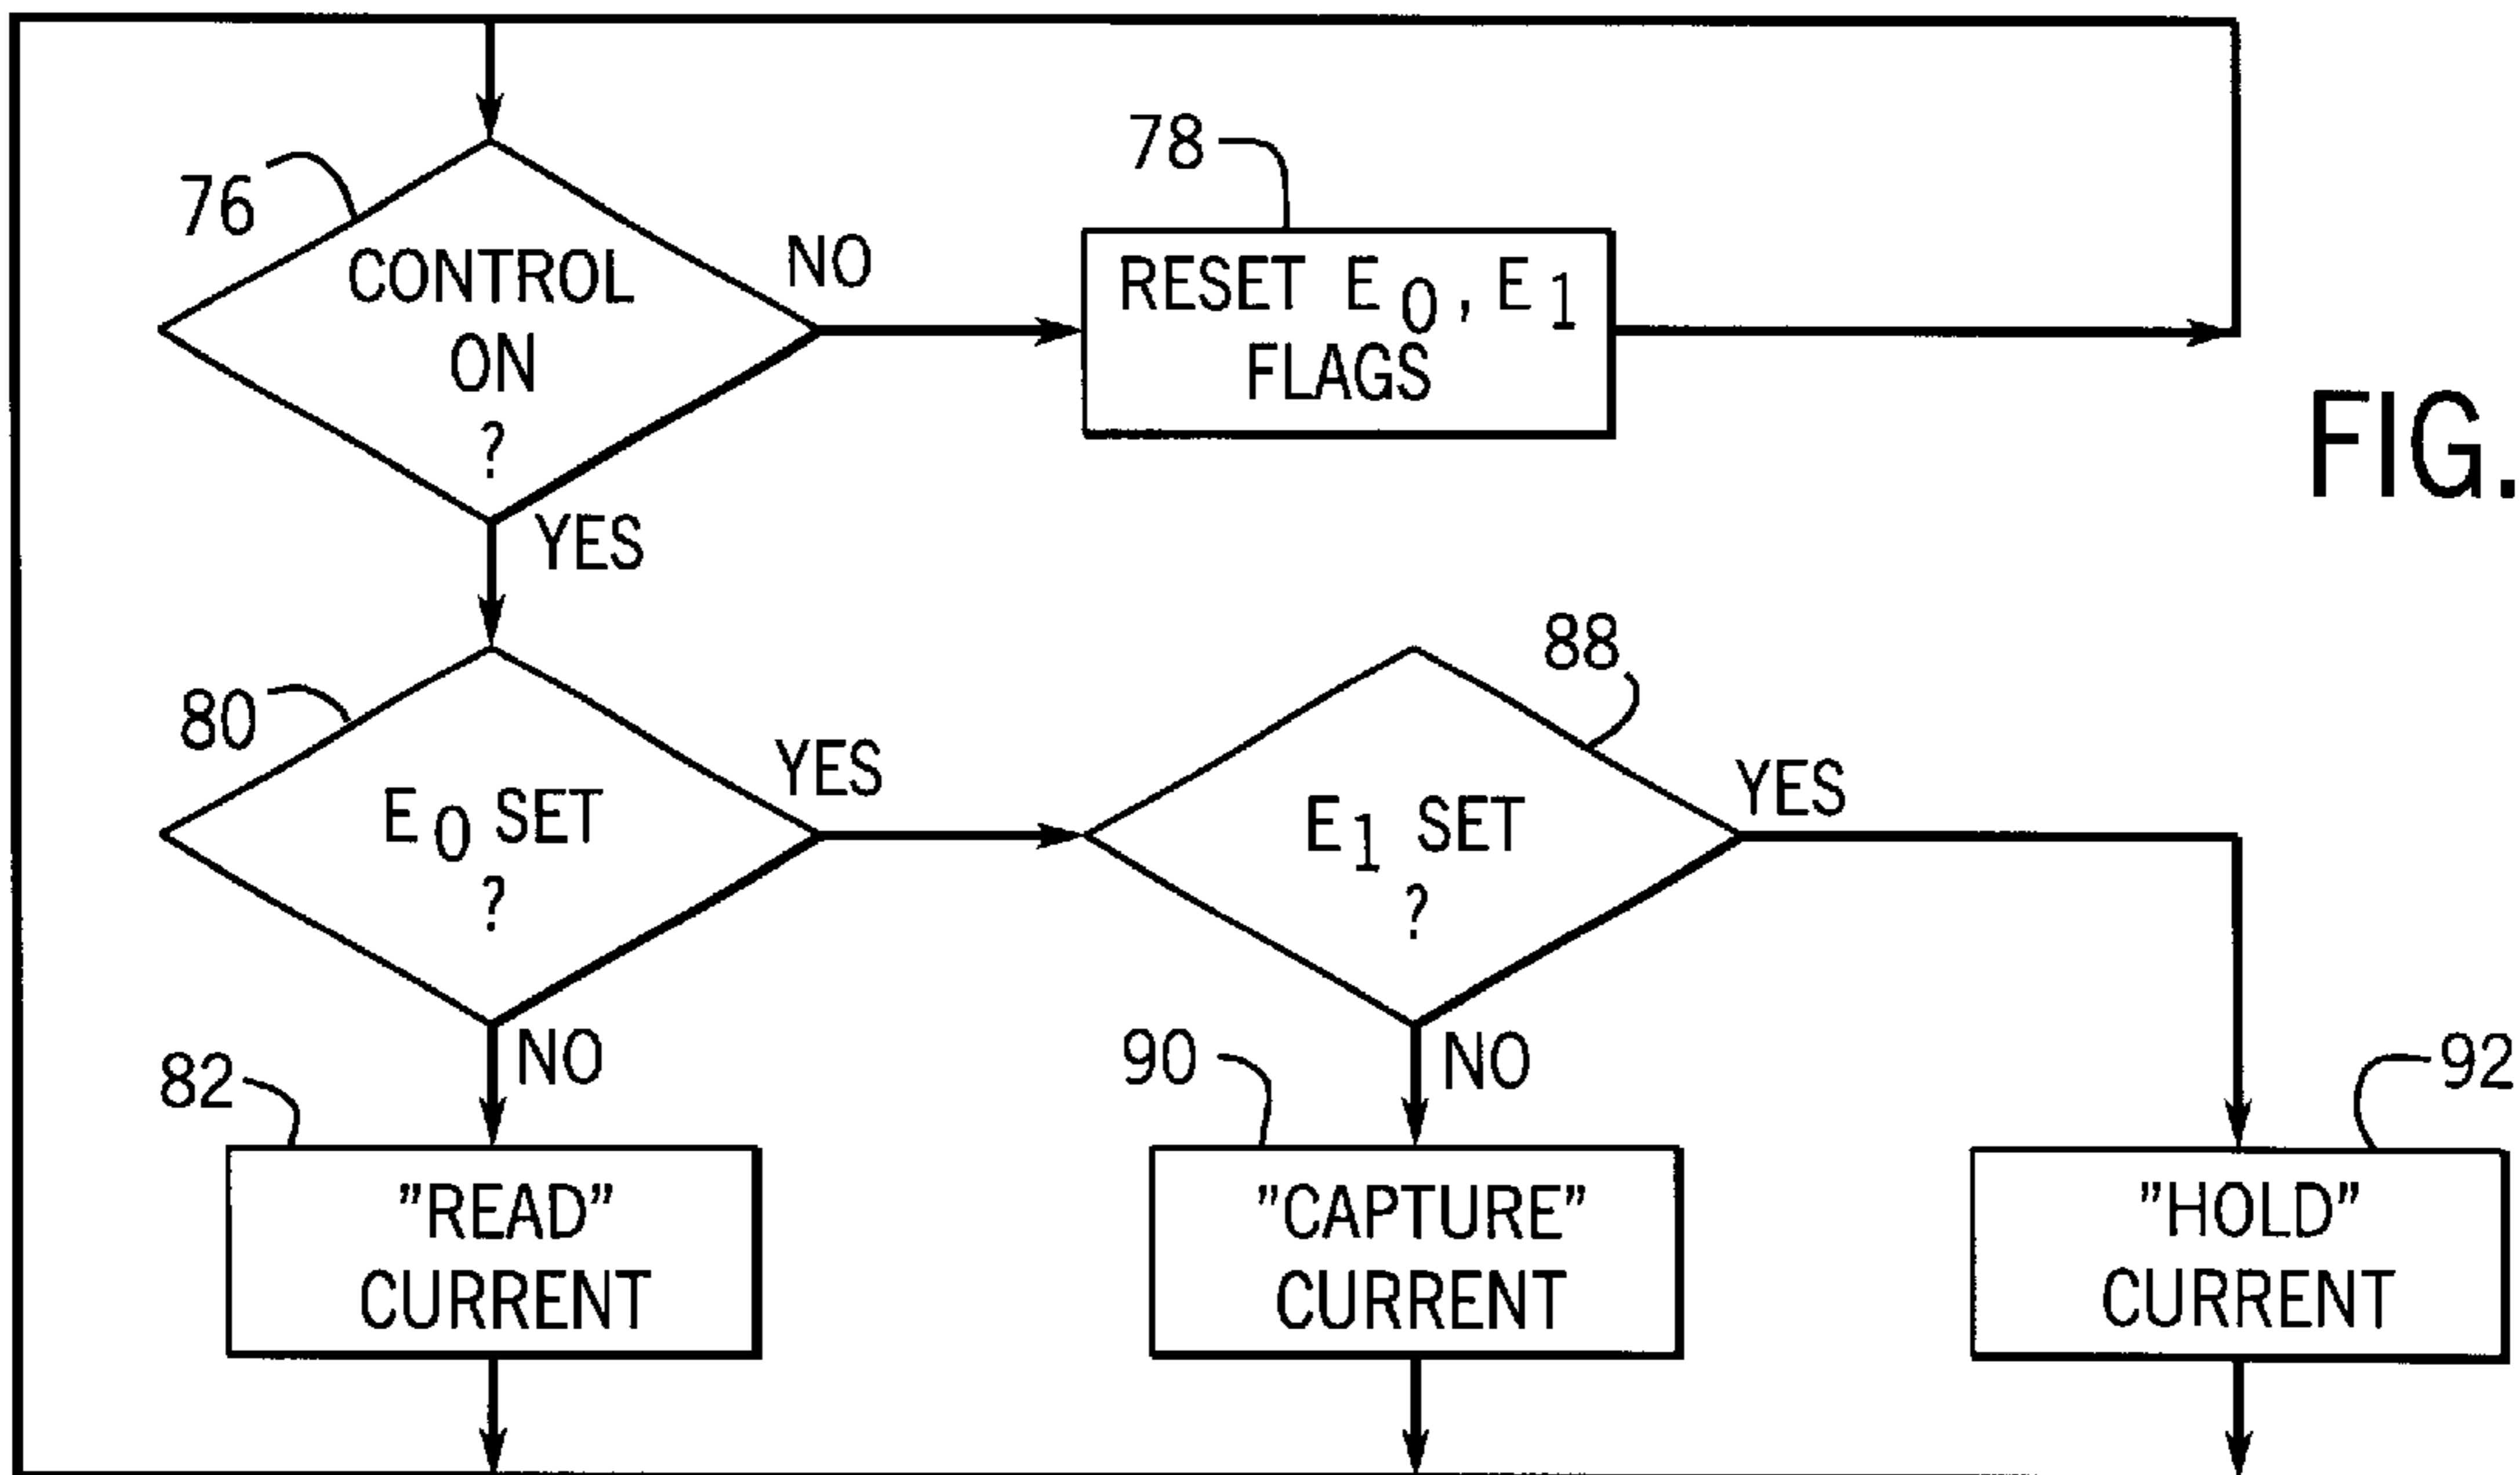 78
76
CONTROL
ON
?
NO
RESET E0, E1
FLAGS
FIG.
YES
88
80
YES
YES
E0 SET
?
E1 SET
?
NO
NO
82
90
92
"READ"
CURRENT
"CAPTURE"
CURRENT
"HOLD"
CURRENT